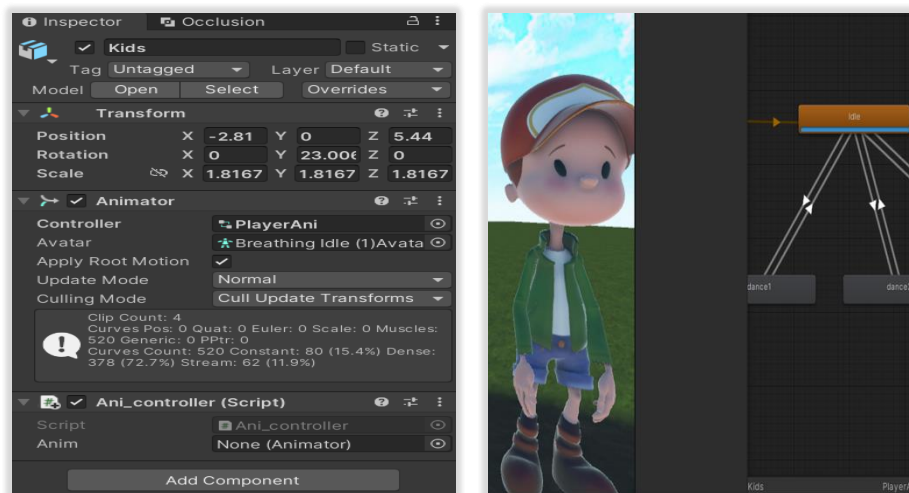 Inspector Occlusion
Kids Static
Tag Untagged Layer Default
Model Open Select Overrides
Transform
Position X -2.81 Y 0 Z 5.44
Rotation X 0 Y 23.006 Z 0
Scale X 1.8167 Y 1.8167 Z 1.8167
Animator
Controller PlayerAni
Avatar Breathing Idle (1)Avata
Apply Root Motion
Update Mode Normal
Culling Mode Cull Update Transforms
Clip Count: 4
Curves Pos: 0 Quat: 0 Euler: 0 Scale: 0 Muscles:
520 Generic: 0 PPtr: 0
Curves Count: 520 Constant: 80 (15.4%) Dense:
378 (72.7%) Stream: 62 (11.9%)
Ani_controller (Script)
Script Ani_controller
Anim None (Animator)
Add Component
Idle
dance1 dance2
Kids PlayerA